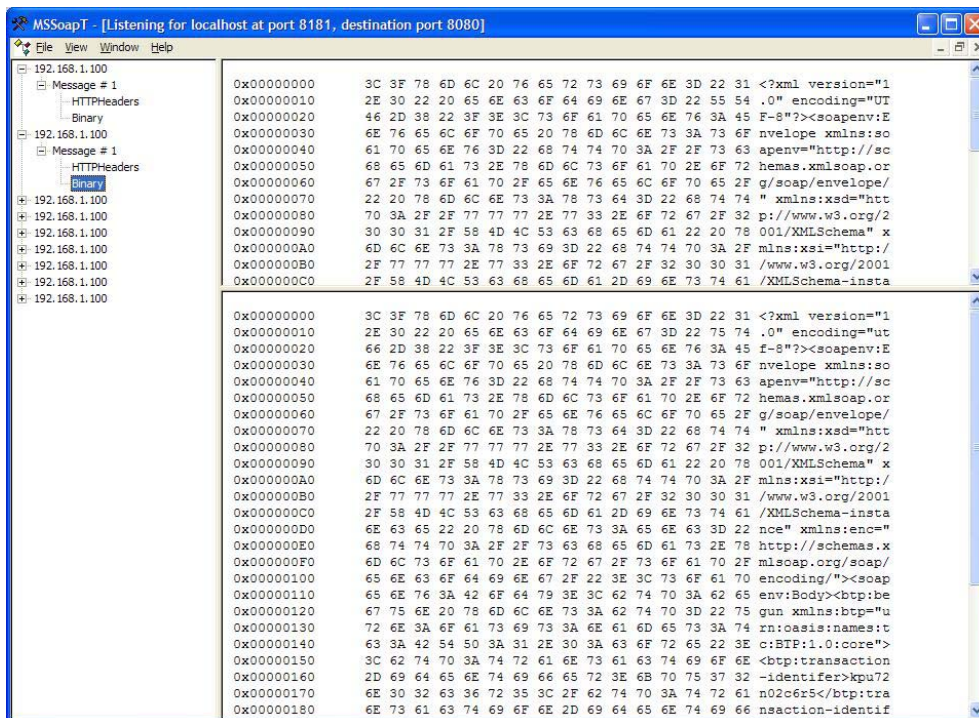 MSSoapT - [Listening for localhost at port 8181, destination port 8080]
File View Window Help
192.168.1.100
Message # 1
HTTPHeaders
Binary
192.168.1.100
Message # 1
HTTPHeaders
Binary
192.168.1.100
192.168.1.100
192.168.1.100
192.168.1.100
192.168.1.100
192.168.1.100
192.168.1.100
0x00000000 3C 3F 78 6D 6C 20 76 65 72 73 69 6F 6E 3D 22 31 <?xml version="1
0x00000010 2E 30 22 20 65 6E 63 6F 64 69 6E 67 3D 22 55 54 .0" encoding="UT
0x00000020 46 2D 38 22 3F 3E 3C 73 6F 61 70 65 6E 76 3A 45 F-8"?><soapenv:E
0x00000030 6E 76 65 6C 6F 70 65 20 78 6D 6C 6E 73 3A 73 6F nvelope xmlns:so
0x00000040 61 70 65 6E 76 3D 22 68 74 74 70 3A 2F 2F 73 63 apenv="http://sc
0x00000050 68 65 6D 61 73 2E 78 6D 6C 73 6F 61 70 2E 6F 72 hemas.xmlsoap.or
0x00000060 67 2F 73 6F 61 70 2F 65 6E 76 65 6C 6F 70 65 2F g/soap/envelope/
0x00000070 22 20 78 6D 6C 6E 73 3A 78 73 64 3D 22 68 74 74 " xmlns:xsd="htt
0x00000080 70 3A 2F 2F 77 77 77 2E 77 33 2E 6F 72 67 2F 32 p://www.w3.org/2
0x00000090 30 30 31 2F 58 4D 4C 53 63 68 65 6D 61 22 20 78 001/XMLSchema" x
0x000000A0 6D 6C 6E 73 3A 78 73 69 3D 22 68 74 74 70 3A 2F mlns:xsi="http:/
0x000000B0 2F 77 77 77 2E 77 33 2E 6F 72 67 2F 32 30 30 31 /www.w3.org/2001
0x000000C0 2F 58 4D 4C 53 63 68 65 6D 61 2D 69 6E 73 74 61 /XMLSchema-insta
0x00000000 3C 3F 78 6D 6C 20 76 65 72 73 69 6F 6E 3D 22 31 <?xml version="1
0x00000010 2E 30 22 20 65 6E 63 6F 64 69 6E 67 3D 22 75 74 .0" encoding="ut
0x00000020 66 2D 38 22 3F 3E 3C 73 6F 61 70 65 6E 76 3A 45 f-8"?><soapenv:E
0x00000030 6E 76 65 6C 6F 70 65 20 78 6D 6C 6E 73 3A 73 6F nvelope xmlns:so
0x00000040 61 70 65 6E 76 3D 22 68 74 74 70 3A 2F 2F 73 63 apenv="http://sc
0x00000050 68 65 6D 61 73 2E 78 6D 6C 73 6F 61 70 2E 6F 72 hemas.xmlsoap.or
0x00000060 67 2F 73 6F 61 70 2F 65 6E 76 65 6C 6F 70 65 2F g/soap/envelope/
0x00000070 22 20 78 6D 6C 6E 73 3A 78 73 64 3D 22 68 74 74 " xmlns:xsd="htt
0x00000080 70 3A 2F 2F 77 77 77 2E 77 33 2E 6F 72 67 2F 32 p://www.w3.org/2
0x00000090 30 30 31 2F 58 4D 4C 53 63 68 65 6D 61 22 20 78 001/XMLSchema" x
0x000000A0 6D 6C 6E 73 3A 78 73 69 3D 22 68 74 74 70 3A 2F mlns:xsi="http:/
0x000000B0 2F 77 77 77 2E 77 33 2E 6F 72 67 2F 32 30 30 31 /www.w3.org/2001
0x000000C0 2F 58 4D 4C 53 63 68 65 6D 61 2D 69 6E 73 74 61 /XMLSchema-insta
0x000000D0 6E 63 65 22 20 78 6D 6C 6E 73 3A 65 6E 63 3D 22 nce" xmlns:enc="
0x000000E0 68 74 74 70 3A 2F 2F 73 63 68 65 6D 61 73 2E 78 http://schemas.x
0x000000F0 6D 6C 73 6F 61 70 2E 6F 72 67 2F 73 6F 61 70 2F mlsoap.org/soap/
0x00000100 65 6E 63 6F 64 69 6E 67 2F 22 3E 3C 73 6F 61 70 encoding/"><soap
0x00000110 65 6E 76 3A 42 6F 64 79 3E 3C 62 74 70 3A 62 65 env:Body><btp:be
0x00000120 67 75 6E 20 78 6D 6C 6E 73 3A 62 74 70 3D 22 75 gun xmlns:btp="u
0x00000130 72 6E 3A 6F 61 73 69 73 3A 6E 61 6D 65 73 3A 74 rn:oasis:names:t
0x00000140 63 3A 42 54 50 3A 31 2E 30 3A 63 6F 72 65 22 3E c:BTP:1.0:core">
0x00000150 3C 62 74 70 3A 74 72 61 6E 73 61 63 74 69 6F 6E <btp:transaction
0x00000160 2D 69 64 65 6E 74 69 66 65 72 3E 6B 70 75 37 32 -identifer>kpu72
0x00000170 6E 30 32 63 36 72 35 3C 2F 62 74 70 3A 74 72 61 n02c6r5</btp:tra
0x00000180 6E 73 61 63 74 69 6F 6E 2D 69 64 65 6E 74 69 66 nsaction-identif